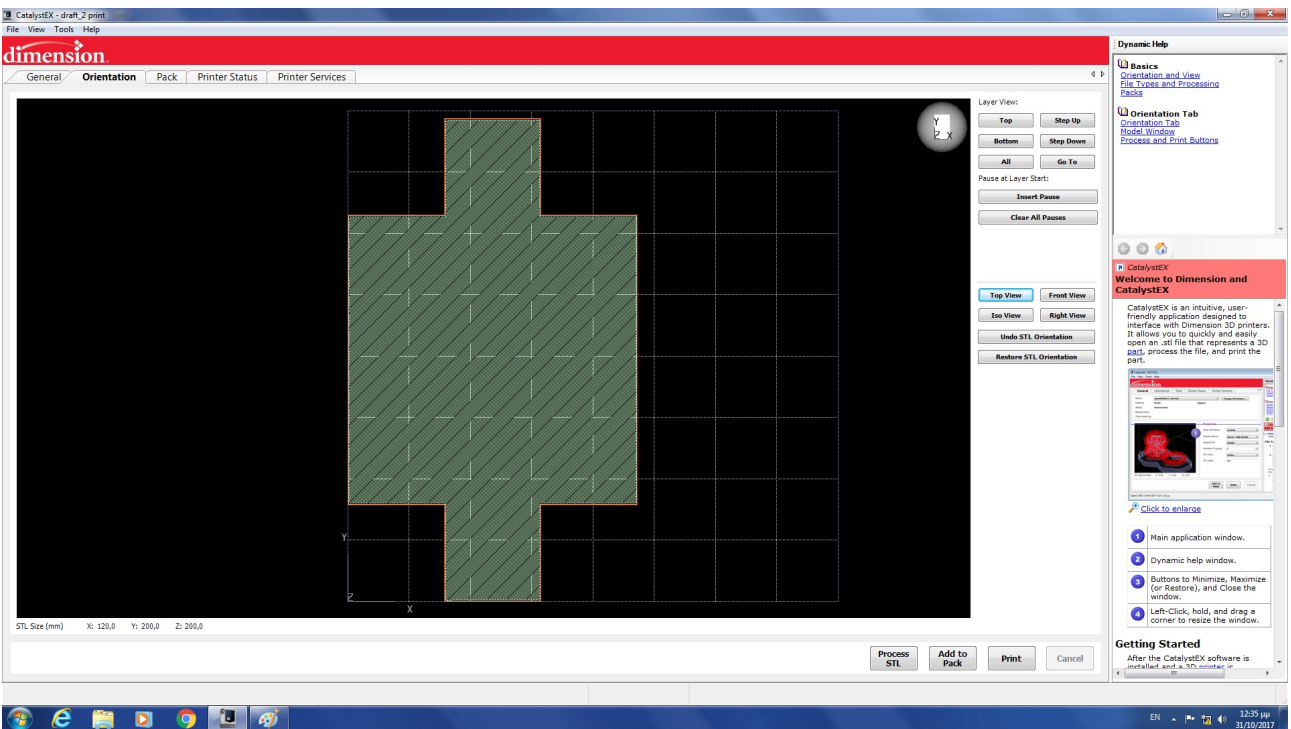 CatalystEX - draft_2 print
File View Tools Help
dimension
General Orientation Pack Printer Status Printer Services
Y
Z X
Y
Z
X
STL Size (mm) X: 120,0 Y: 200,0 Z: 200,0
Layer View:
Top Step Up
Bottom Step Down
All Go To
Pause at Layer Start:
Insert Pause
Clear All Pauses
Top View Front View
Iso View Right View
Undo STL Orientation
Restore STL Orientation
Process STL
Add to Pack
Print
Cancel
Dynamic Help
Basics
Orientation and View
File Types and Processing
Packs
Orientation Tab
Orientation Tab
Model Window
Process and Print Buttons
CatalystEX
Welcome to Dimension and
CatalystEX
CatalystEX is an intuitive, user-
friendly application designed to
interface with Dimension 3D printers.
It allows you to quickly and easily
open an .stl file that represents a 3D
part, process the file, and print the
part.
Click to enlarge
1 Main application window.
2 Dynamic help window.
3 Buttons to Minimize, Maximize
(or Restore), and Close the
window.
4 Left-Click, hold, and drag a
corner to resize the window.
Getting Started
After the CatalystEX software is
installed and a 3D printer is
EN
12:35 μμ
31/10/2017